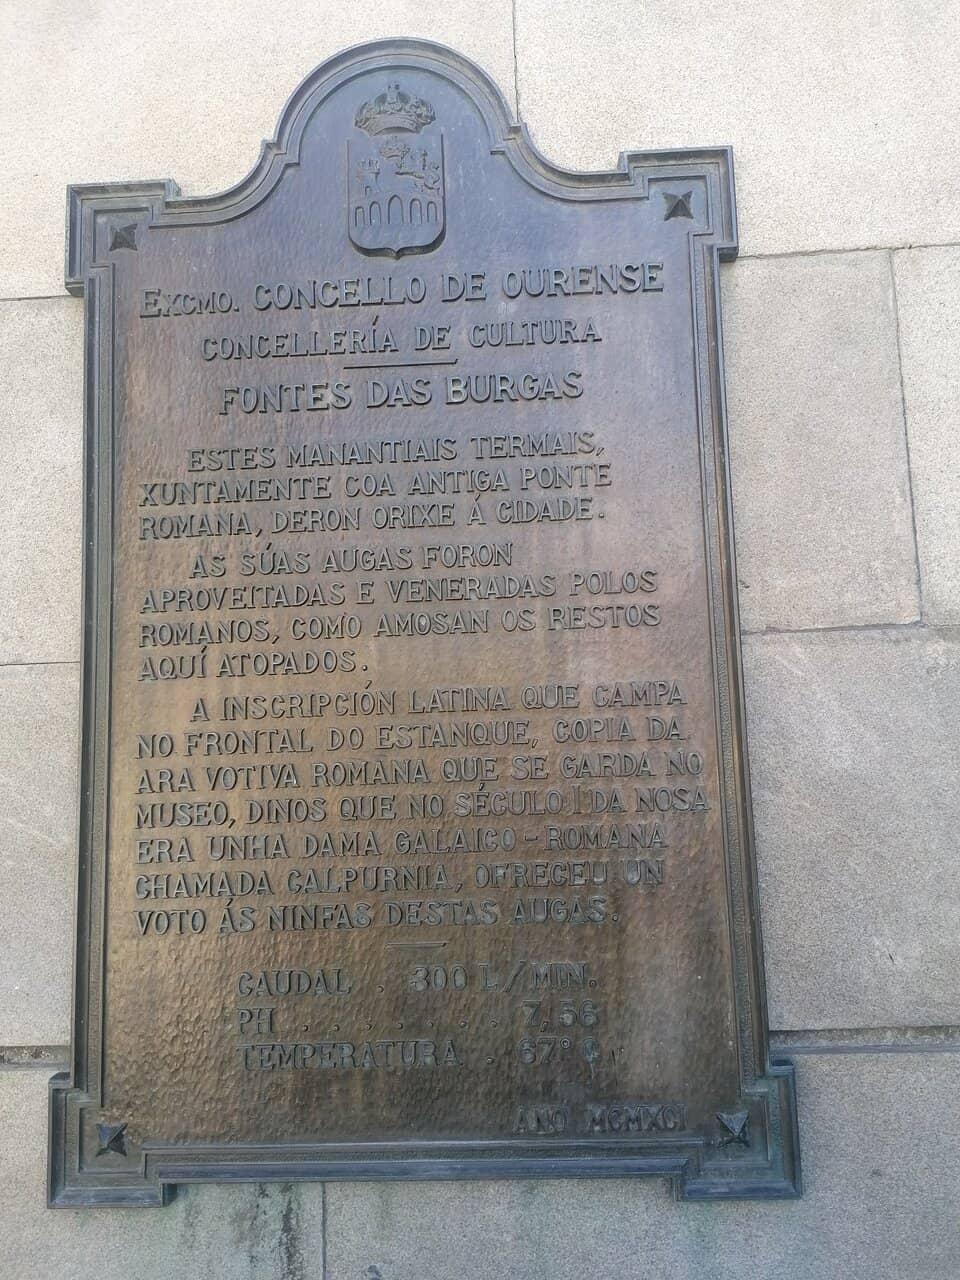 EXCMO. CONCELLO DE OURENSE
CONCELLERÍA DE CULTURA
FONTES DAS BURGAS
ESTES MANANTIAIS TERMAIS,
XUNTAMENTE COA ANTIGA PONTE
ROMANA, DERON ORIXE Á CIDADE.
AS SÚAS AUGAS FORON
APROVEITADAS E VENERADAS POLOS
ROMANOS, COMO AMOSAN OS RESTOS
AQUÍ ATOPADOS.
A INSCRIPCIÓN LATINA QUE CAMPA
NO FRONTAL DO ESTANQUE, COPIA DA
ARA VOTIVA ROMANA QUE SE GARDA NO
MUSEO, DINOS QUE NO SÉCULO I DA NOSA
ERA UNHA DAMA GALAICO-ROMANA
CHAMADA CALPURNIA, OFRECEU UN
VOTO ÁS NINFAS DESTAS AUGAS.
CAUDAL . 300 L/MIN.
PH . . . . . . . 7,56
TEMPERATURA . 67º C
ANO MCMXCI